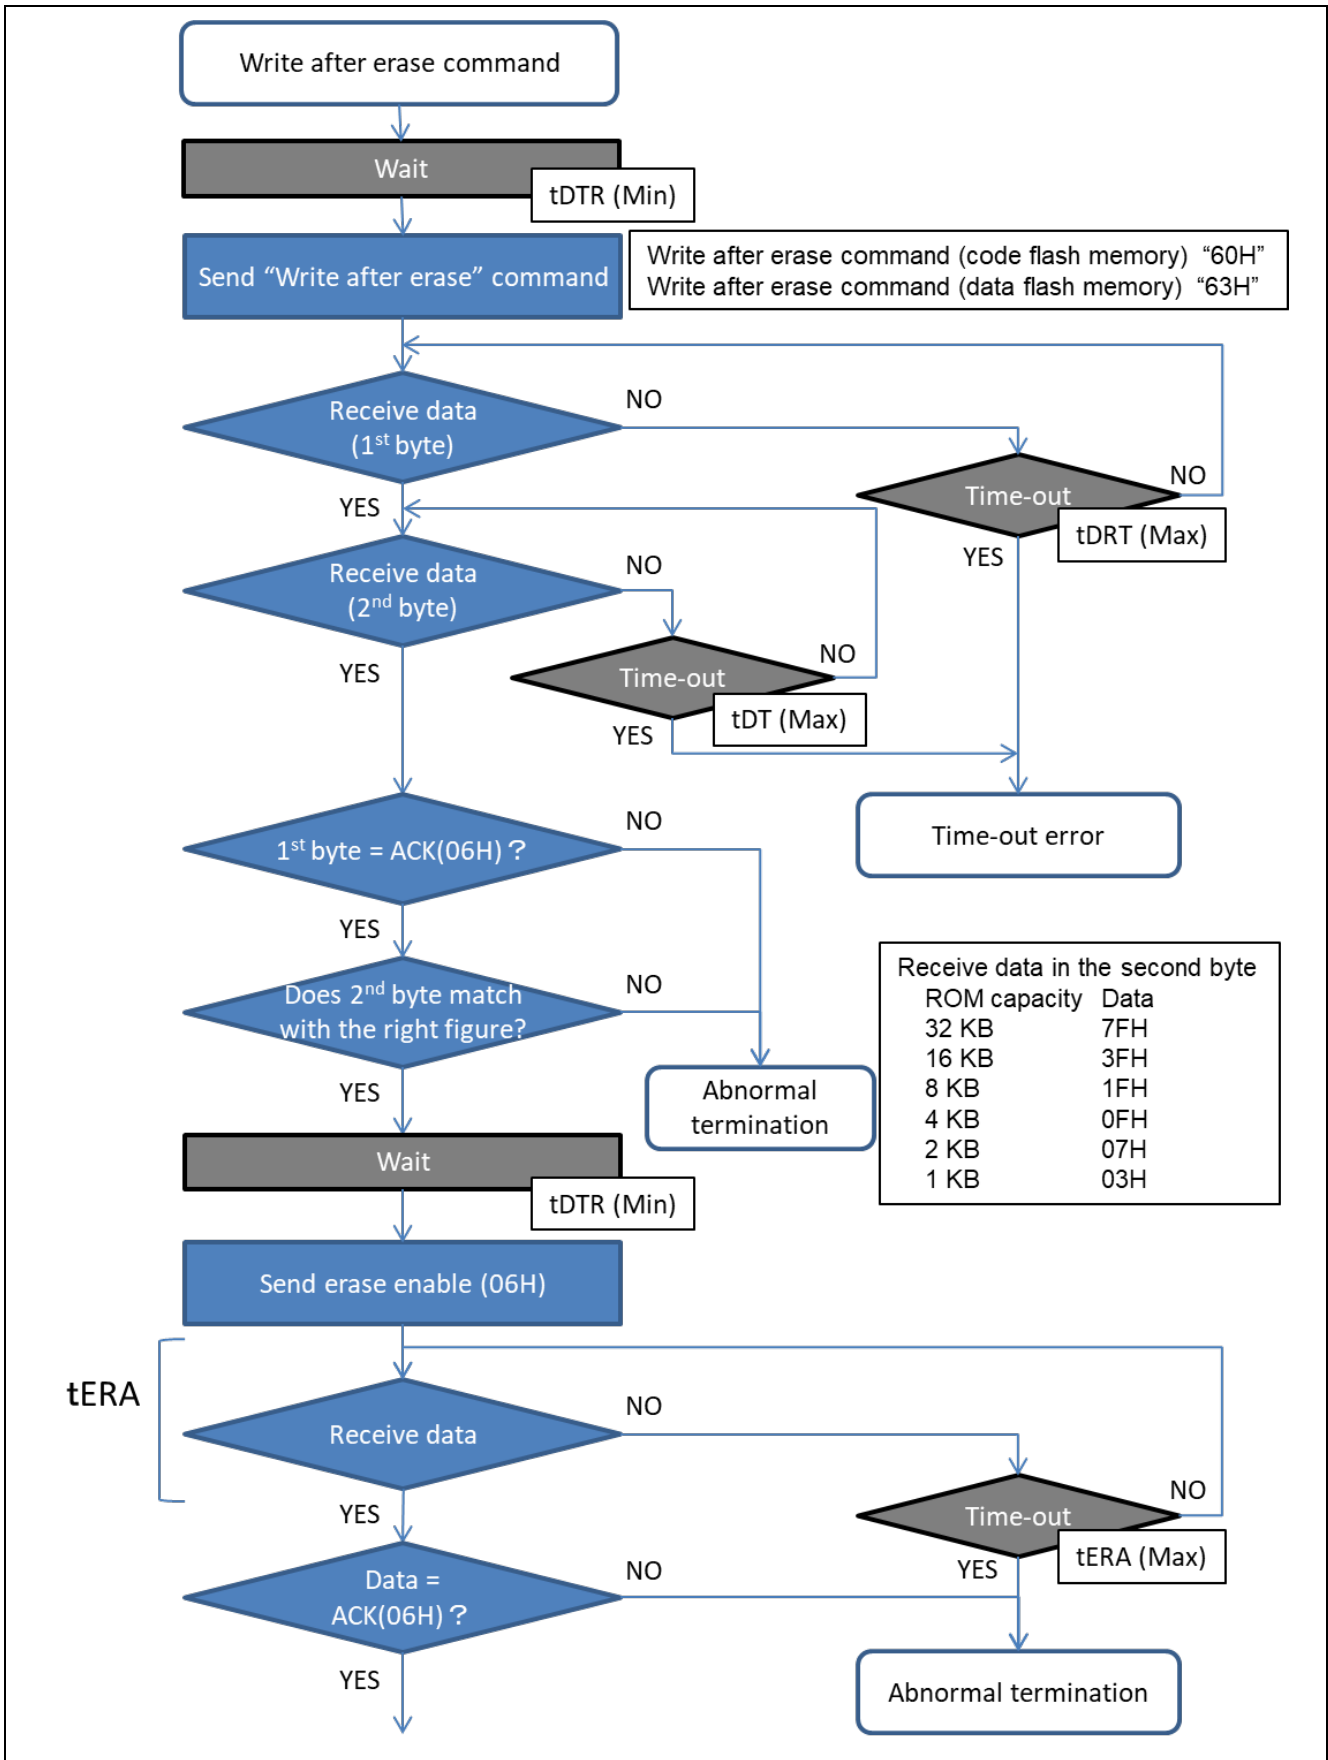 Write after erase command
Wait
tDTR (Min)
Send “Write after erase” command
Write after erase command (code flash memory) “60H”
Write after erase command (data flash memory) “63H”
Receive data
(1st byte)
NO
YES
Time-out
NO
tDRT (Max)
YES
Receive data
(2nd byte)
NO
YES
Time-out
NO
tDT (Max)
YES
Time-out error
1st byte = ACK(06H) ?
NO
YES
Does 2nd byte match
with the right figure?
NO
YES
Abnormal
termination
Receive data in the second byte
ROM capacity Data
32 KB 7FH
16 KB 3FH
8 KB 1FH
4 KB 0FH
2 KB 07H
1 KB 03H
Wait
tDTR (Min)
Send erase enable (06H)
tERA
Receive data
NO
YES
Time-out
NO
tERA (Max)
YES
Data =
ACK(06H) ?
NO
YES
Abnormal termination